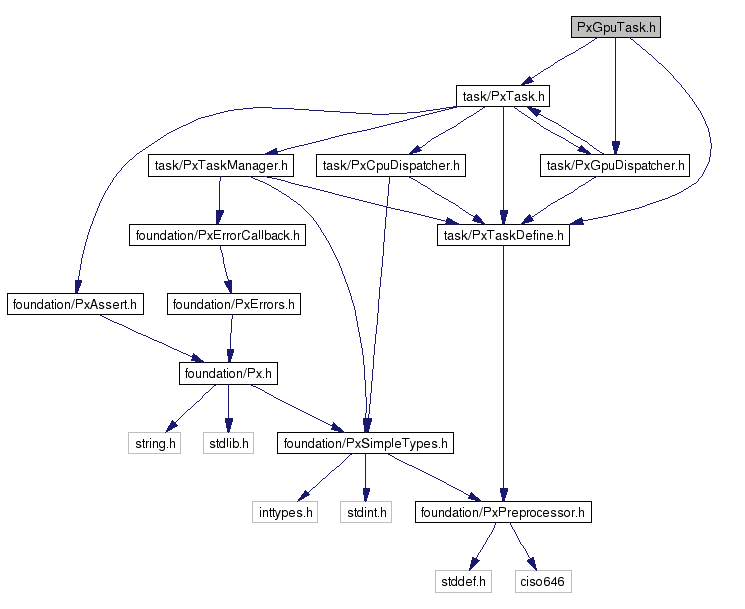 PxGpuTask.h
task/PxTask.h
task/PxTaskManager.h
task/PxCpuDispatcher.h
task/PxGpuDispatcher.h
foundation/PxErrorCallback.h
task/PxTaskDefine.h
foundation/PxAssert.h
foundation/PxErrors.h
foundation/Px.h
string.h
stdlib.h
foundation/PxSimpleTypes.h
inttypes.h
stdint.h
foundation/PxPreprocessor.h
stddef.h
ciso646